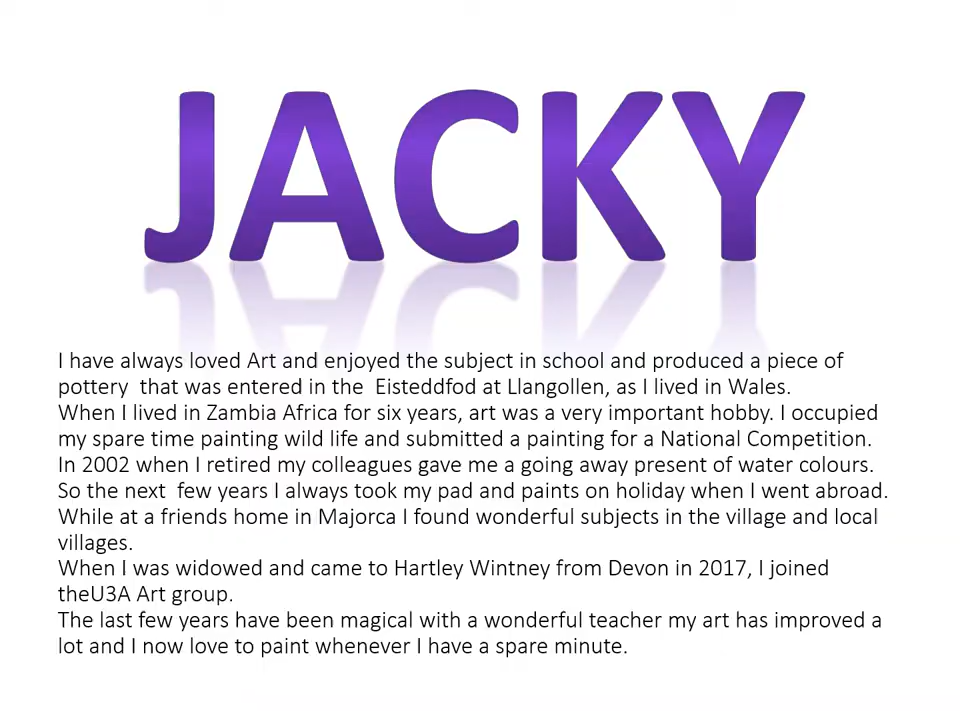 JACKY
I have always loved Art and enjoyed the subject in school and produced a piece of
pottery  that was entered in the  Eisteddfod at Llangollen, as I lived in Wales.
When I lived in Zambia Africa for six years, art was a very important hobby. I occupied
my spare time painting wild life and submitted a painting for a National Competition.
In 2002 when I retired my colleagues gave me a going away present of water colours.
So the next  few years I always took my pad and paints on holiday when I went abroad.
While at a friends home in Majorca I found wonderful subjects in the village and local
villages.
When I was widowed and came to Hartley Wintney from Devon in 2017, I joined
theU3A Art group.
The last few years have been magical with a wonderful teacher my art has improved a
lot and I now love to paint whenever I have a spare minute.